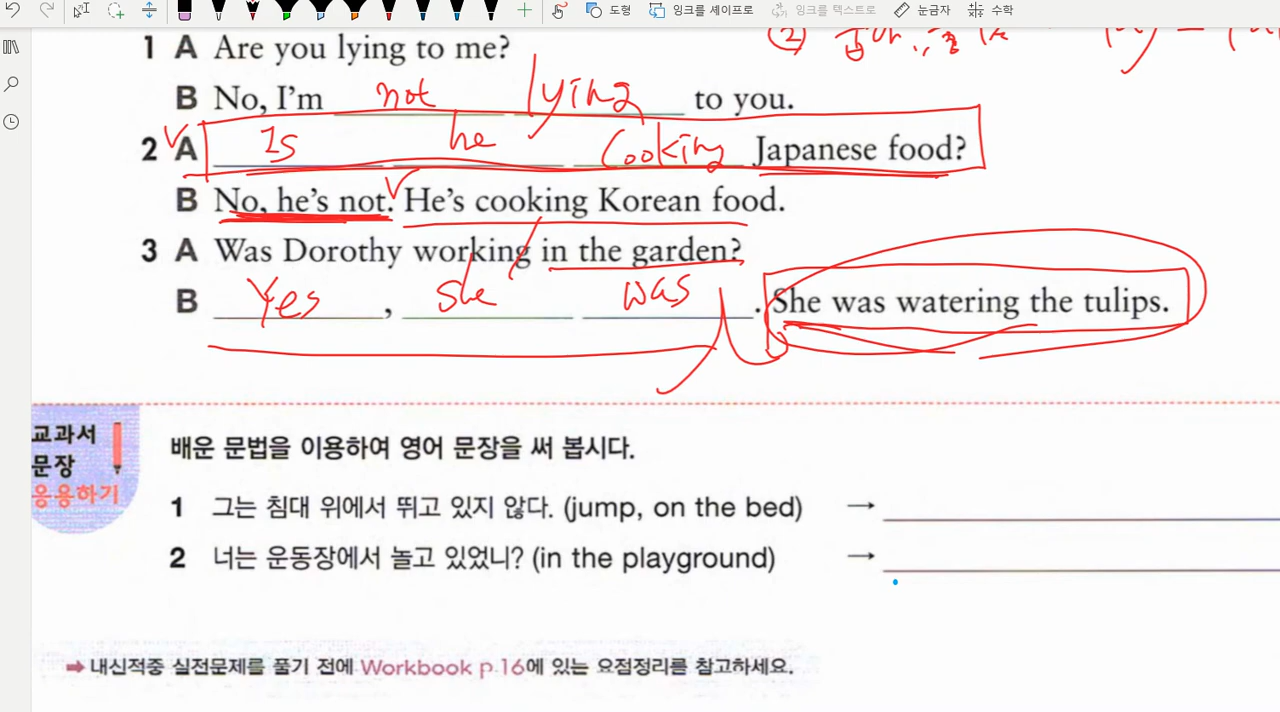 도형 잉크를 셰이프로 잉크를 텍스트로 눈금자 수학
1 A Are you lying to me?
B No, I'm not lying to you.
2 A Is he cooking Japanese food?
B No, he's not. He's cooking Korean food.
3 A Was Dorothy working in the garden?
B Yes, she was. She was watering the tulips.
교과서
문장
응용하기
배운 문법을 이용하여 영어 문장을 써 봅시다.
1 그는 침대 위에서 뛰고 있지 않다. (jump, on the bed) →
2 너는 운동장에서 놀고 있었니? (in the playground) →
➡ 내신적중 실전문제를 풀기 전에 Workbook p.16에 있는 요점정리를 참고하세요.